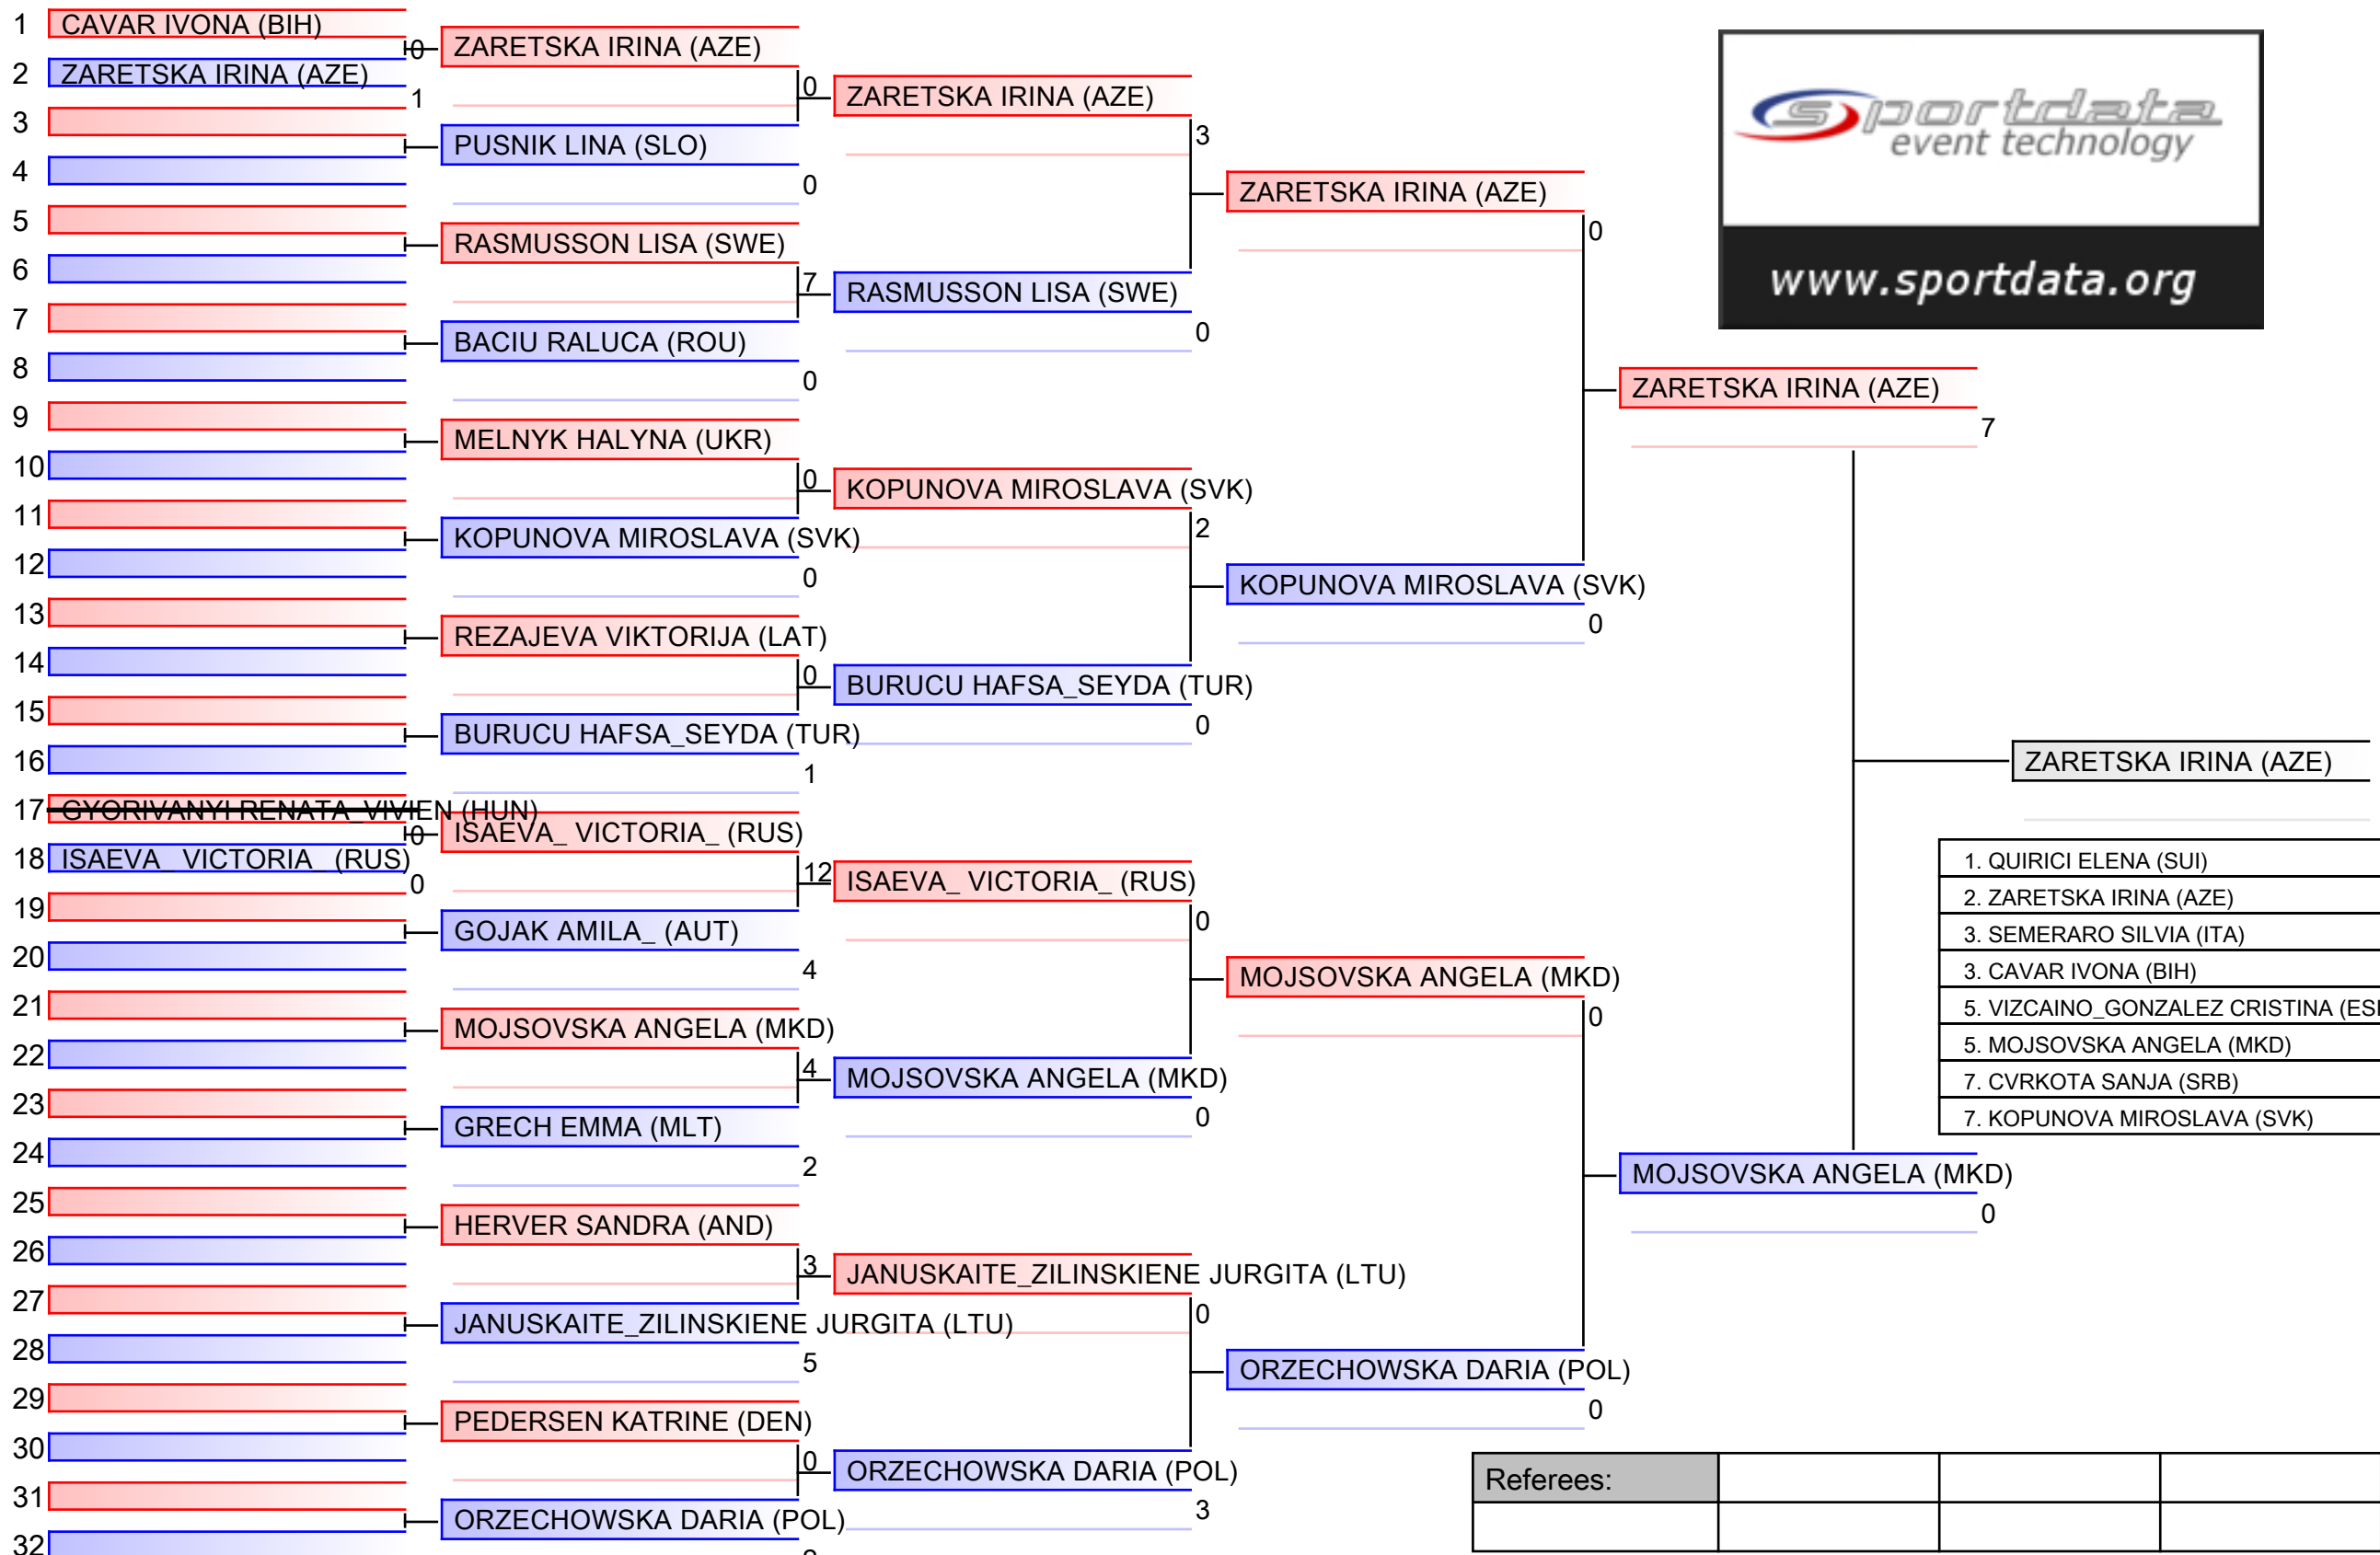 1 CAVAR IVONA (BIH)
0
2 ZARETSKA IRINA (AZE)
1
3
4
5
6
7
8
9
10
11
12
13
14
15
16
17 GYORIVANYI RENATA_VIVIEN (HUN)
0
18 ISAEVA_ VICTORIA_ (RUS)
0
19
20
21
22
23
24
25
26
27
28
29
30
31
32
ZARETSKA IRINA (AZE)
0
PUSNIK LINA (SLO)
0
RASMUSSON LISA (SWE)
7
BACIU RALUCA (ROU)
0
MELNYK HALYNA (UKR)
0
KOPUNOVA MIROSLAVA (SVK)
0
REZAJEVA VIKTORIJA (LAT)
0
BURUCU HAFSA_SEYDA (TUR)
1
ISAEVA_ VICTORIA_ (RUS)
12
GOJAK AMILA_ (AUT)
4
MOJSOVSKA ANGELA (MKD)
4
GRECH EMMA (MLT)
2
HERVER SANDRA (AND)
3
JANUSKAITE_ZILINSKIENE JURGITA (LTU)
5
PEDERSEN KATRINE (DEN)
0
ORZECHOWSKA DARIA (POL)
ZARETSKA IRINA (AZE)
3
RASMUSSON LISA (SWE)
0
KOPUNOVA MIROSLAVA (SVK)
2
BURUCU HAFSA_SEYDA (TUR)
0
ISAEVA_ VICTORIA_ (RUS)
0
MOJSOVSKA ANGELA (MKD)
0
JANUSKAITE_ZILINSKIENE JURGITA (LTU)
0
ORZECHOWSKA DARIA (POL)
3
ZARETSKA IRINA (AZE)
0
KOPUNOVA MIROSLAVA (SVK)
0
MOJSOVSKA ANGELA (MKD)
0
ORZECHOWSKA DARIA (POL)
0
sportdata
event technology
www.sportdata.org
ZARETSKA IRINA (AZE)
7
MOJSOVSKA ANGELA (MKD)
0
ZARETSKA IRINA (AZE)
1. QUIRICI ELENA (SUI)
2. ZARETSKA IRINA (AZE)
3. SEMERARO SILVIA (ITA)
3. CAVAR IVONA (BIH)
5. VIZCAINO_GONZALEZ CRISTINA (ES
5. MOJSOVSKA ANGELA (MKD)
7. CVRKOTA SANJA (SRB)
7. KOPUNOVA MIROSLAVA (SVK)
Referees: